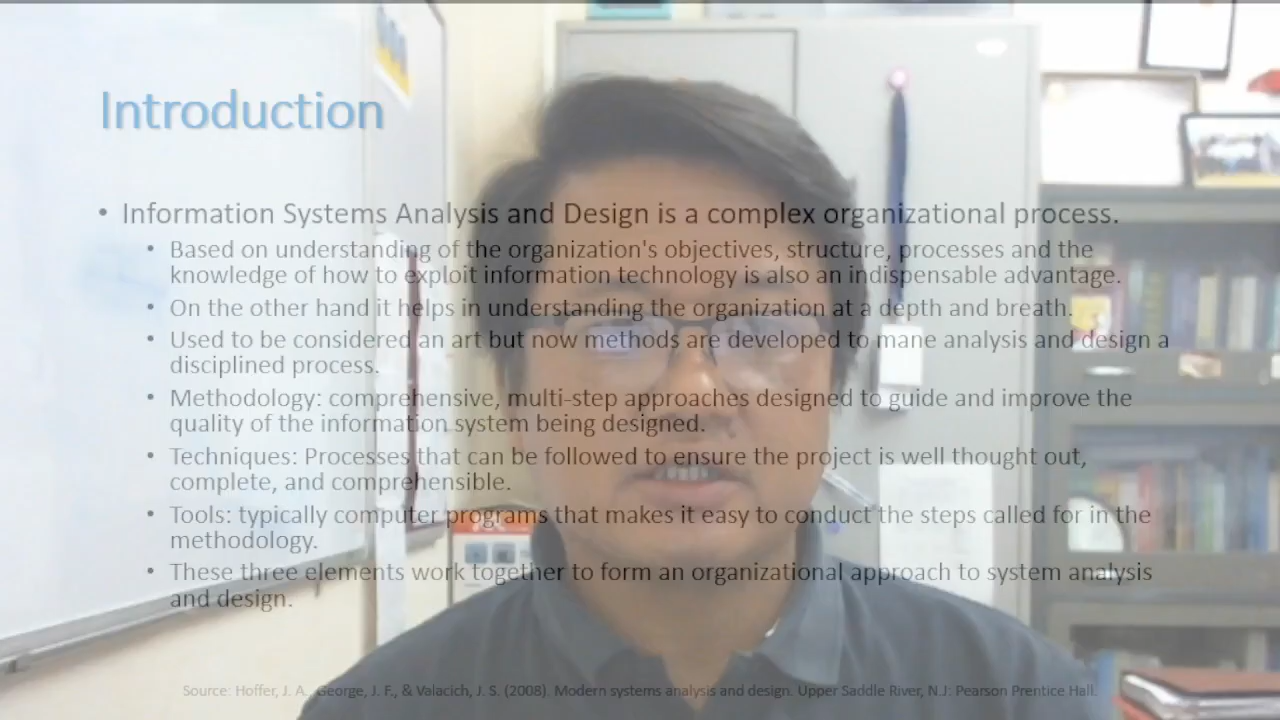 Introduction
• Information Systems Analysis and Design is a complex organizational process.
• Based on understanding of the organization's objectives, structure, processes and the
knowledge of how to exploit information technology is also an indispensable advantage.
• On the other hand it helps in understanding the organization at a depth and breath.
• Used to be considered an art but now methods are developed to mane analysis and design a
disciplined process.
• Methodology: comprehensive, multi-step approaches designed to guide and improve the
quality of the information system being designed.
• Techniques: Processes that can be followed to ensure the project is well thought out,
complete, and comprehensible.
• Tools: typically computer programs that makes it easy to conduct the steps called for in the
methodology.
• These three elements work together to form an organizational approach to system analysis
and design.
Source: Hoffer, J. A., George, J. F., & Valacich, J. S. (2008). Modern systems analysis and design. Upper Saddle River, N.J: Pearson Prentice Hall.